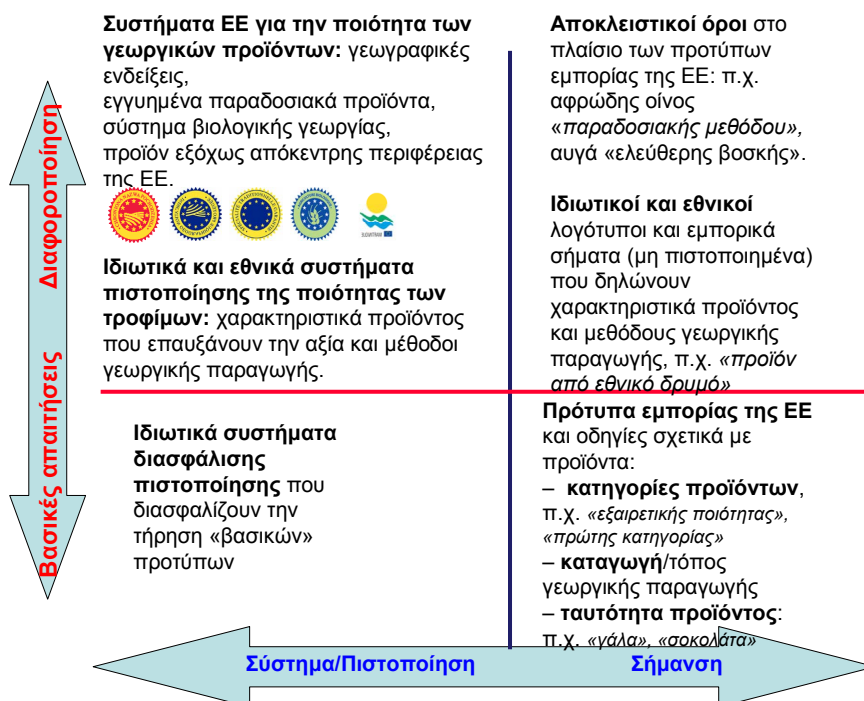 Συστήματα ΕΕ για την ποιότητα των
γεωργικών προϊόντων: γεωγραφικές
ενδείξεις,
εγγυημένα παραδοσιακά προϊόντα,
σύστημα βιολογικής γεωργίας,
προϊόν εξόχως απόκεντρης περιφέρειας
της ΕΕ.
Ιδιωτικά και εθνικά συστήματα
πιστοποίησης της ποιότητας των
τροφίμων: χαρακτηριστικά προϊόντος
που επαυξάνουν την αξία και μέθοδοι
γεωργικής παραγωγής.
Αποκλειστικοί όροι στο
πλαίσιο των προτύπων
εμπορίας της ΕΕ: π.χ.
αφρώδης οίνος
«παραδοσιακής μεθόδου»,
αυγά «ελεύθερης βοσκής».
Ιδιωτικοί και εθνικοί
λογότυποι και εμπορικά
σήματα (μη πιστοποιημένα)
που δηλώνουν
χαρακτηριστικά προϊόντος
και μεθόδους γεωργικής
παραγωγής, π.χ. «προϊόν
από εθνικό δρυμό»
Διαφοροποίηση
Βασικές απαιτήσεις
Ιδιωτικά συστήματα
διασφάλισης
πιστοποίησης που
διασφαλίζουν την
τήρηση «βασικών»
προτύπων
Πρότυπα εμπορίας της ΕΕ
και οδηγίες σχετικά με
προϊόντα:
– κατηγορίες προϊόντων,
π.χ. «εξαιρετικής ποιότητας»,
«πρώτης κατηγορίας»
– καταγωγή/τόπος
γεωργικής παραγωγής
– ταυτότητα προϊόντος:
π.χ. «γάλα», «σοκολάτα»
Σύστημα/Πιστοποίηση
Σήμανση